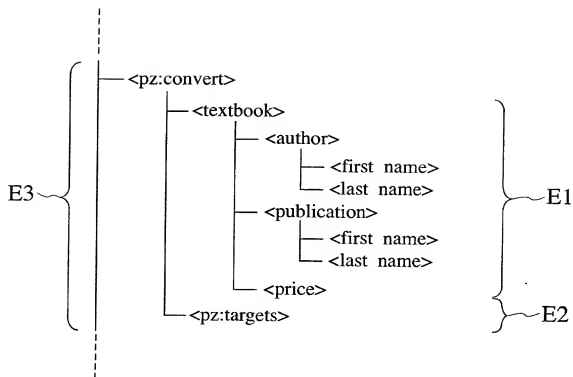 <pz:convert>
<textbook>
<author>
<first name>
E3
<last name>
E1
<publication>
<first name>
<last name>
<price>
<pz:targets>
E2